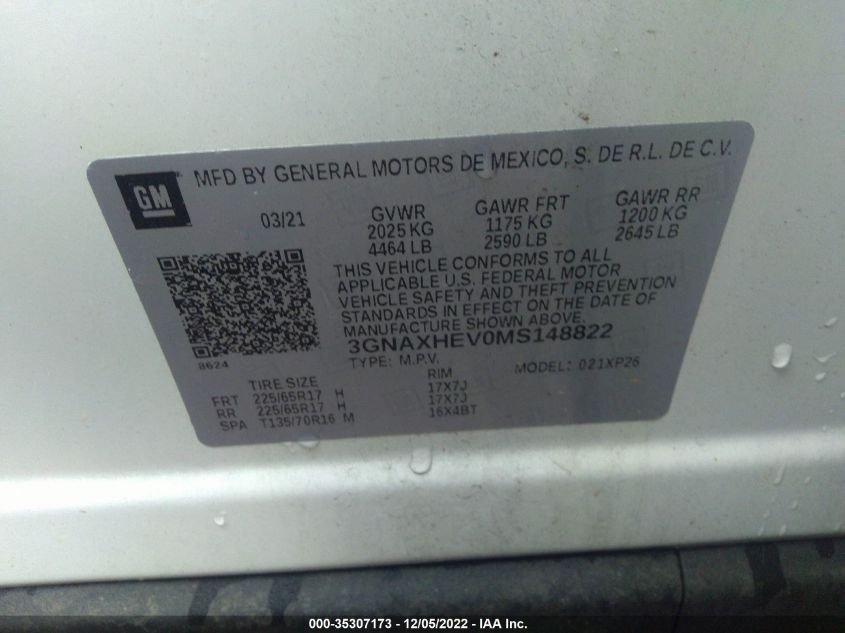 GM
MFD BY GENERAL MOTORS DE MEXICO, S. DE R.L. DE C.V.
03/21
GVWR
2025 KG
4464 LB
GAWR FRT
1175 KG
2590 LB
GAWR RR
1200 KG
2645 LB
THIS VEHICLE CONFORMS TO ALL
APPLICABLE U.S. FEDERAL MOTOR
VEHICLE SAFETY AND THEFT PREVENTION
STANDARDS IN EFFECT ON THE DATE OF
MANUFACTURE SHOWN ABOVE.
3GNAXHEV0MS148822
8624
TYPE: M.P.V. MODEL: 021XP26
TIRE SIZE RIM
FRT 225/65R17 H 17X7J
RR 225/65R17 H 17X7J
SPA T135/70R16 M 16X4BT
000-35307173 - 12/05/2022 - IAA Inc.